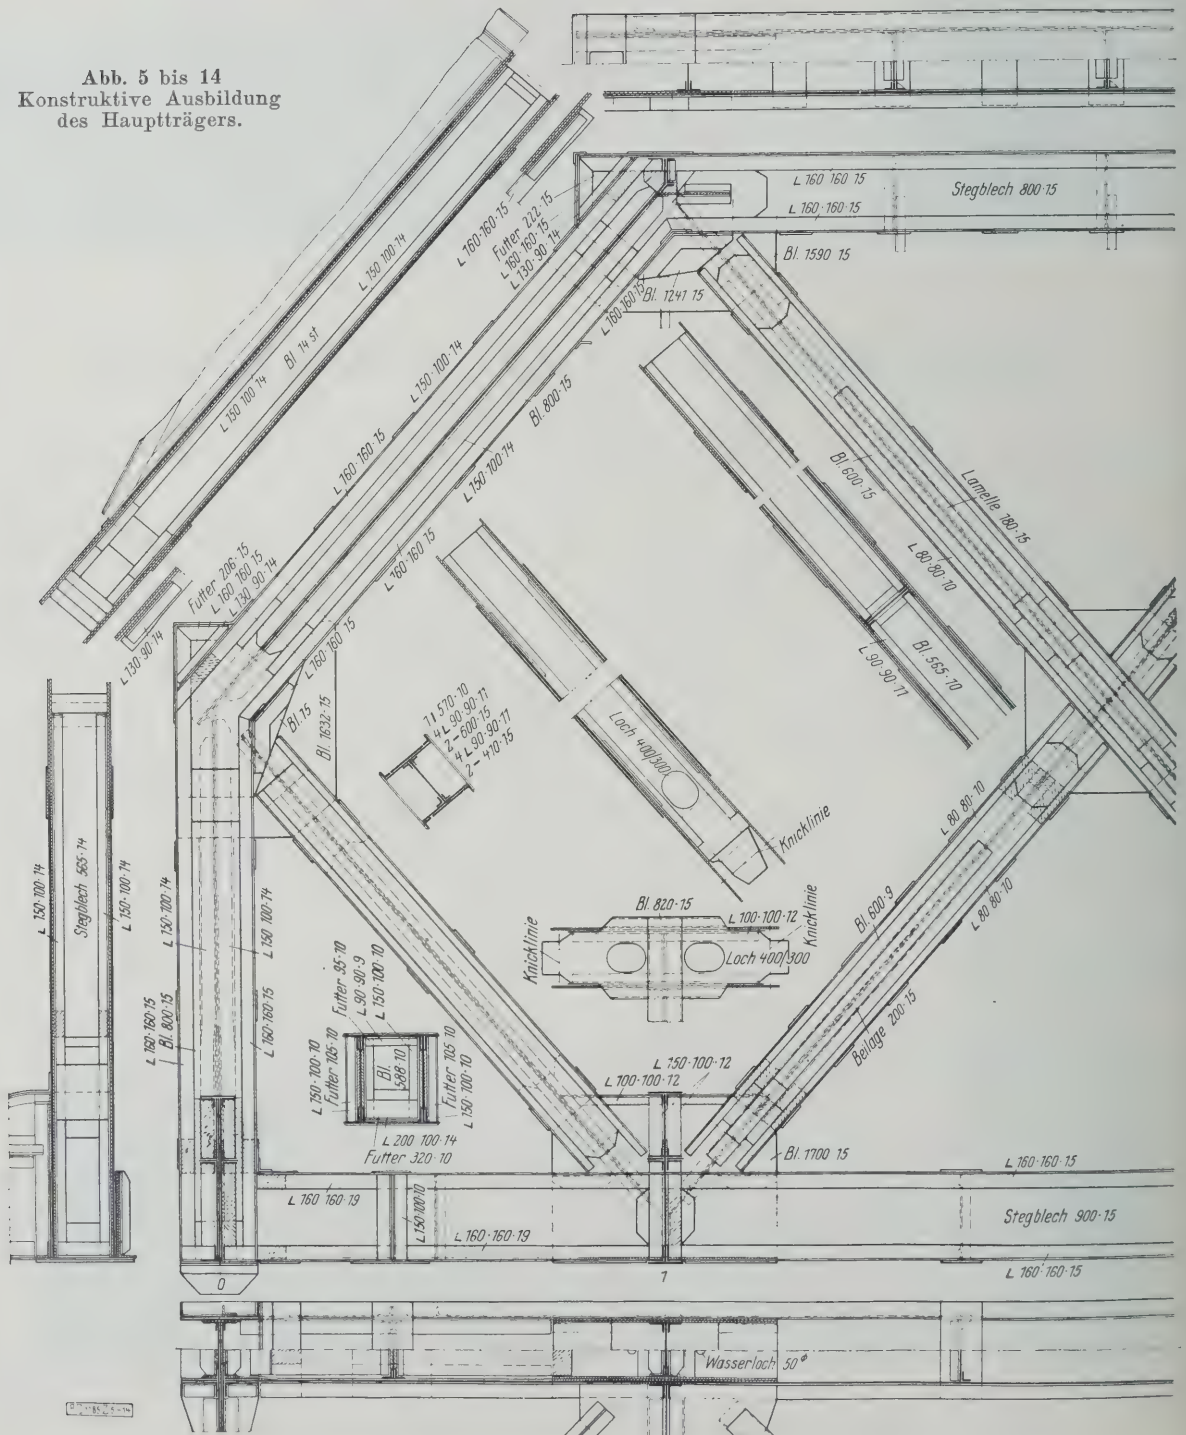 Abb. 5 bis 14
Konstruktive Ausbildung
des Hauptträgers.
L 160 160 15
Stegblech 800·15
L 160·160·15
L 160·160·15
Futter 222·15
L 160·160·15
L 130·90·14
Bl. 1590 15
Bl. 1241 15
L 160·160·15
L 150 100·14
Bl. 14 st
L 150 100 14
L 150·100·14
Bl. 800·15
L 160·160·15
L 150·100·14
L 160·160 15
Bl. 600·15
Lamelle 180·15
L 80·80·10
L 90·90·11
Bl. 565·10
Futter 206·15
L 160 160 15
L 130 90·14
L 130·90·14
L 160·160 15
Bl. 15
Bl. 1632·15
1 I 570·10
4 L 90·90·11
2 – 600·15
4 L 90·90·11
2 – 410·15
Loch 400/300
Knicklinie
L 80 80·10
Bl. 600·9
L 80 80·10
Beilage 200·15
L 150·100·14
Stegblech 565·14
L 150·100·14
L 150·100·14
L 150 100 14
L 160·160·15
Bl. 800·15
L 160·160·15
Bl. 820·15
L 100·100·12
Knicklinie
Knicklinie
Loch 400/300
Futter 95·10
L 90·90·9
L 150·100·10
L 150·100·10
Futter 105·10
Bl.
588 10
Futter 105 10
L 150·100·10
L 200 100·14
Futter 320·10
L 150·100·12
L 100·100·12
Bl. 1100 15
L 160·160·15
L 160 160·19
L 150·100·10
L 160·160·19
Stegblech 900·15
L 160·160·15
0
1
Wasserloch 50 ⌀